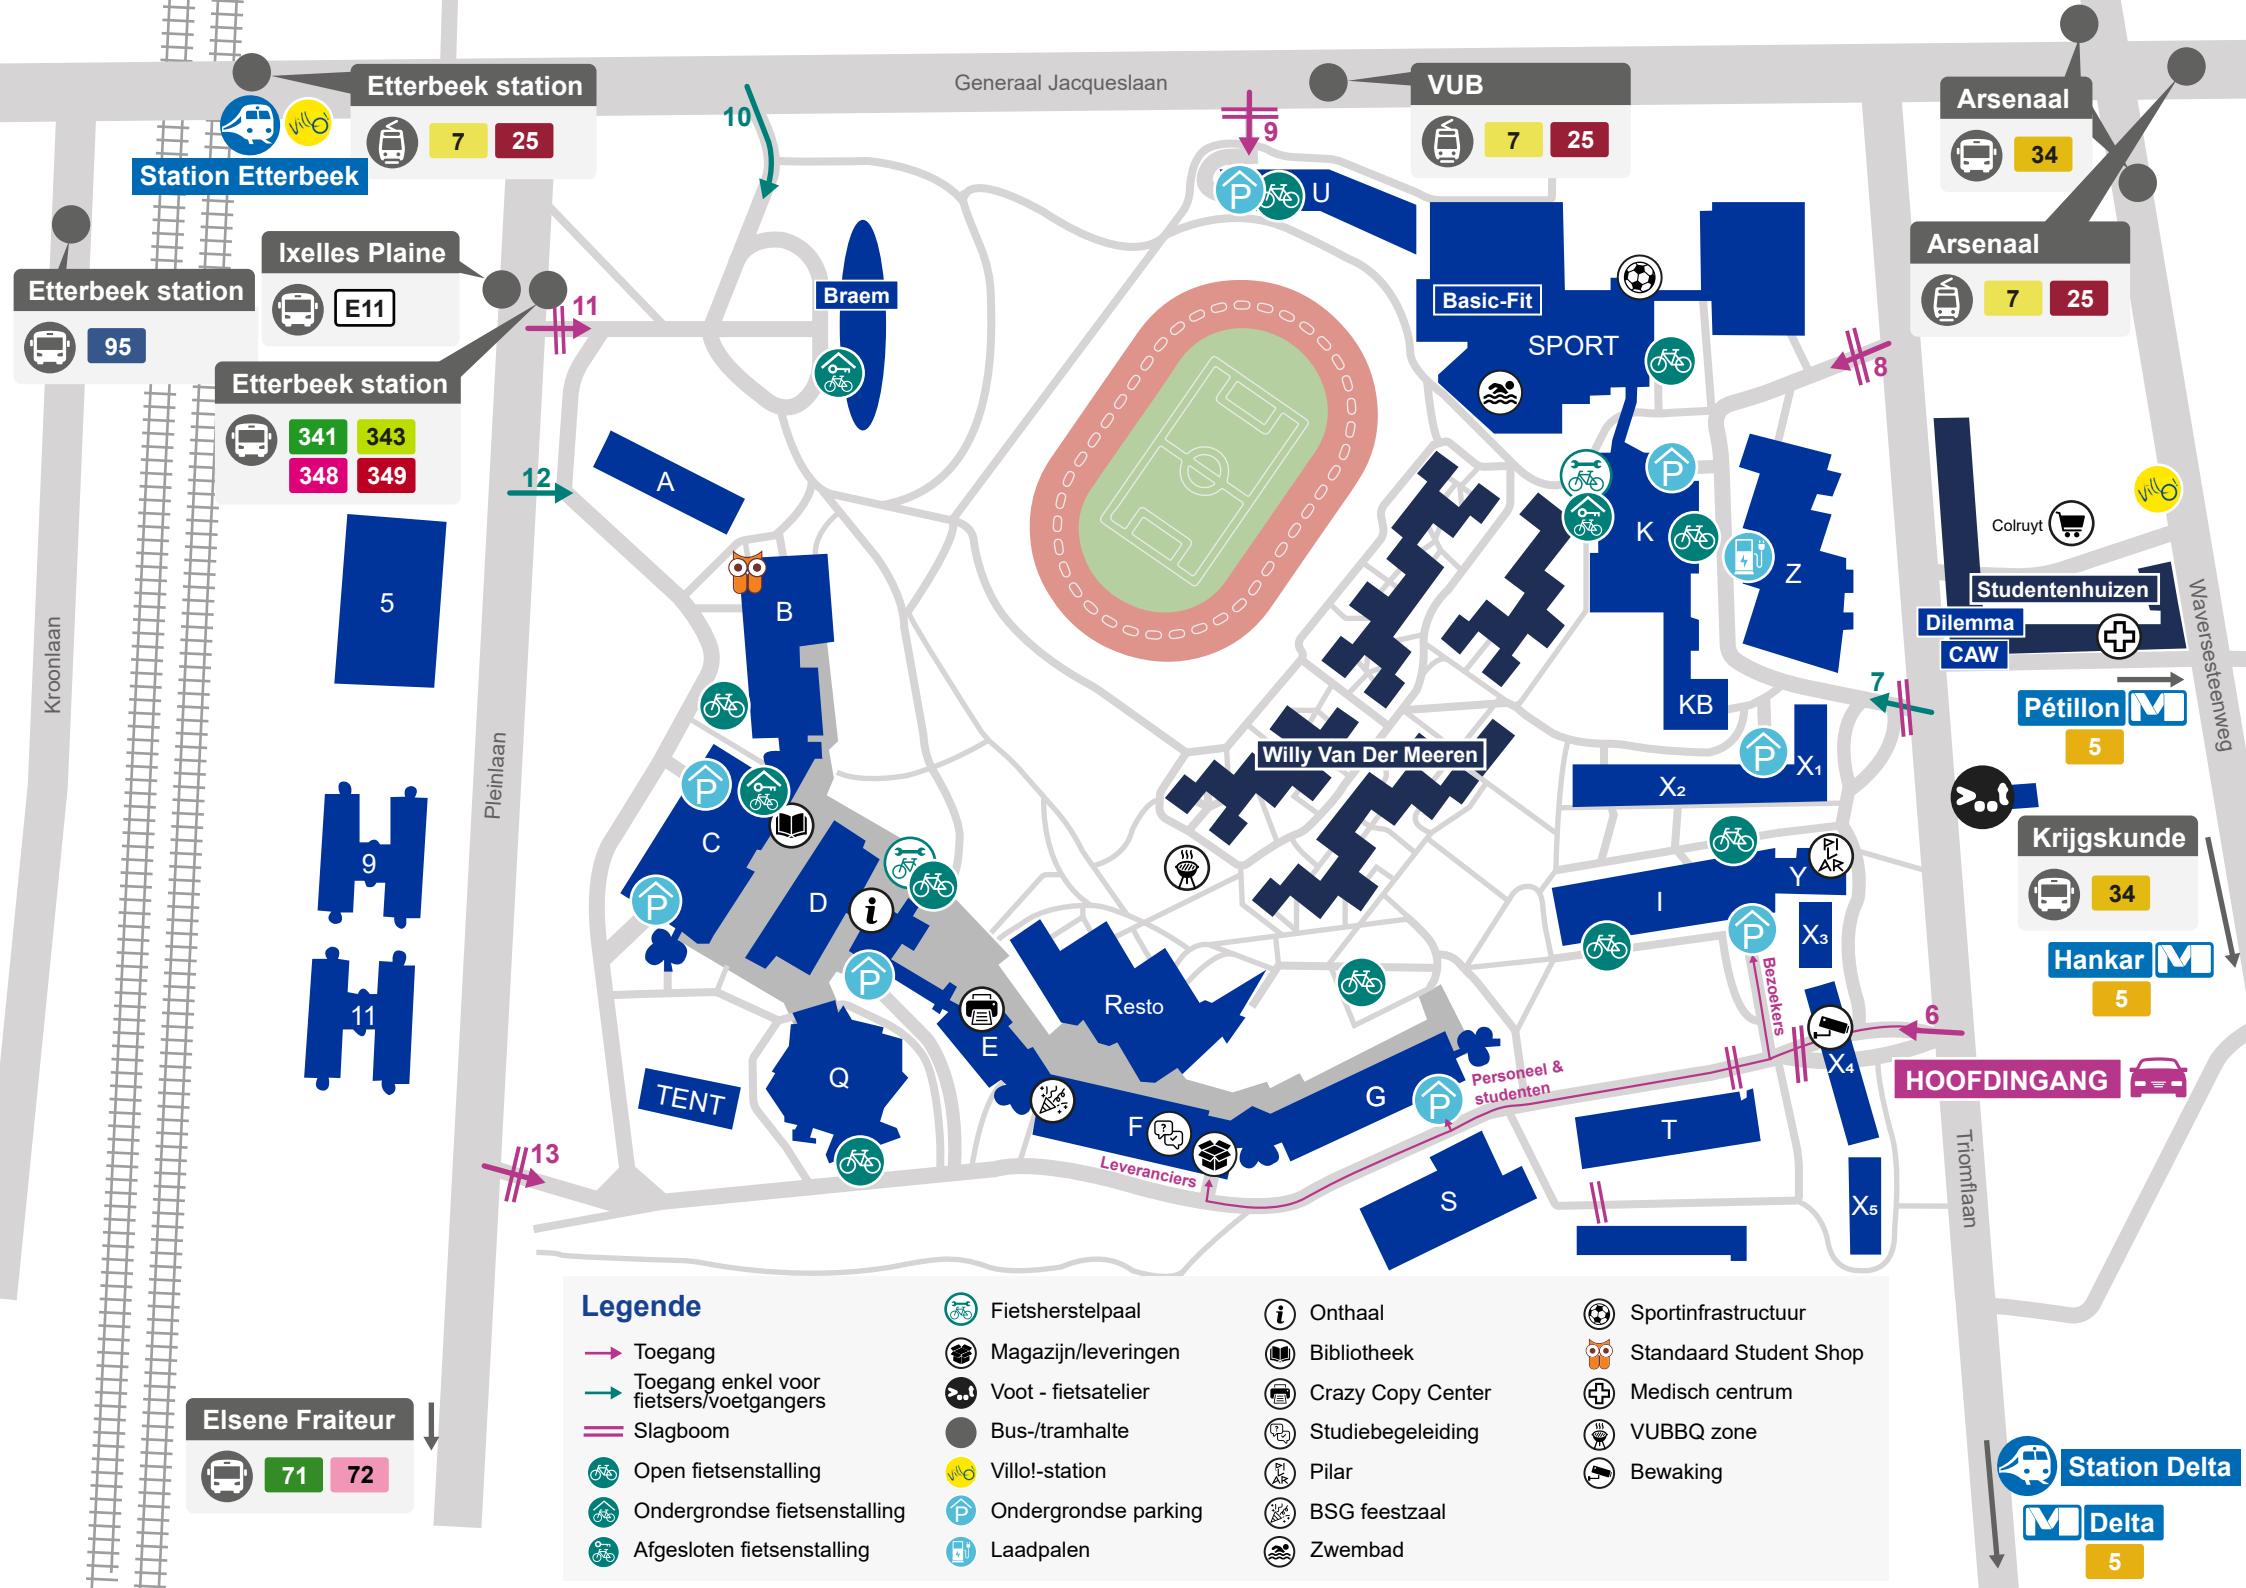 Generaal Jacqueslaan
Etterbeek station
7 25
Villo!
Station Etterbeek
10
9
VUB
7 25
Arsenaal
34
Arsenaal
7 25
Etterbeek station
95
Ixelles Plaine
E11
Etterbeek station
341 343
348 349
11
12
Braem
P
U
Basic-Fit
SPORT
8
A
5
B
K
P
Z
KB
Colruyt
Villo!
Studentenhuizen
Dilemma
CAW
Waversesteenweg
7
Pétillon M
5
Kroonlaan
Pleinlaan
9
11
P
C
P
D
i
P
E
Willy Van Der Meeren
X1
X2
P
I
Y
PILAR
X3
P
Bezoekers
>..t
Krijgskunde
34
Hankar M
5
Resto
Q
TENT
F
G
P
Personeel &
studenten
Leveranciers
S
T
X4
X5
6
HOOFDINGANG
Triomflaan
13
Elsene Fraiteur
71 72
Station Delta
M Delta
5
Legende
Toegang
Toegang enkel voor
fietsers/voetgangers
Slagboom
Open fietsenstalling
Ondergrondse fietsenstalling
Afgesloten fietsenstalling
Fietsherstelpaal
Magazijn/leveringen
Voot - fietsatelier
Bus-/tramhalte
Villo!-station
Ondergrondse parking
Laadpalen
Onthaal
Bibliotheek
Crazy Copy Center
Studiebegeleiding
Pilar
BSG feestzaal
Zwembad
Sportinfrastructuur
Standaard Student Shop
Medisch centrum
VUBBQ zone
Bewaking